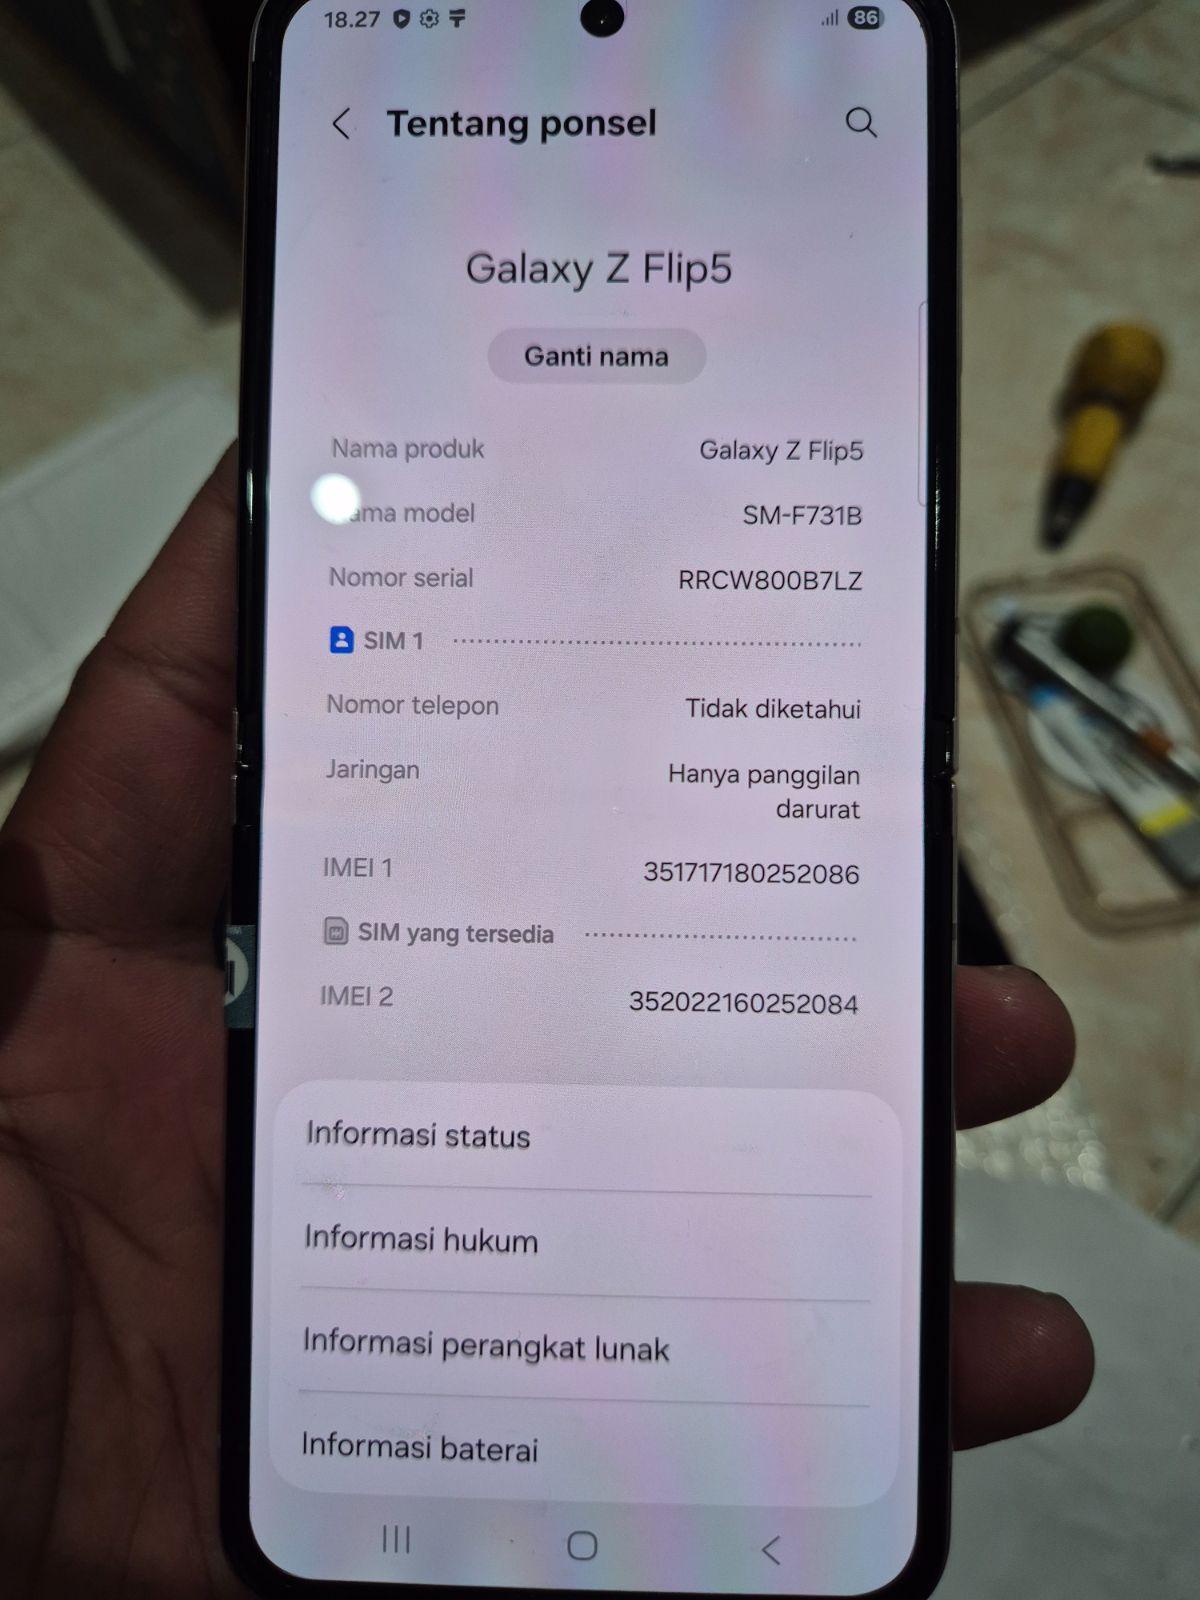 18.27
86
Tentang ponsel
Galaxy Z Flip5
Ganti nama
Nama produk Galaxy Z Flip5
ama model SM-F731B
Nomor serial RRCW800B7LZ
SIM 1
Nomor telepon Tidak diketahui
Jaringan Hanya panggilan
darurat
IMEI 1 351717180252086
SIM yang tersedia
IMEI 2 352022160252084
Informasi status
Informasi hukum
Informasi perangkat lunak
Informasi baterai